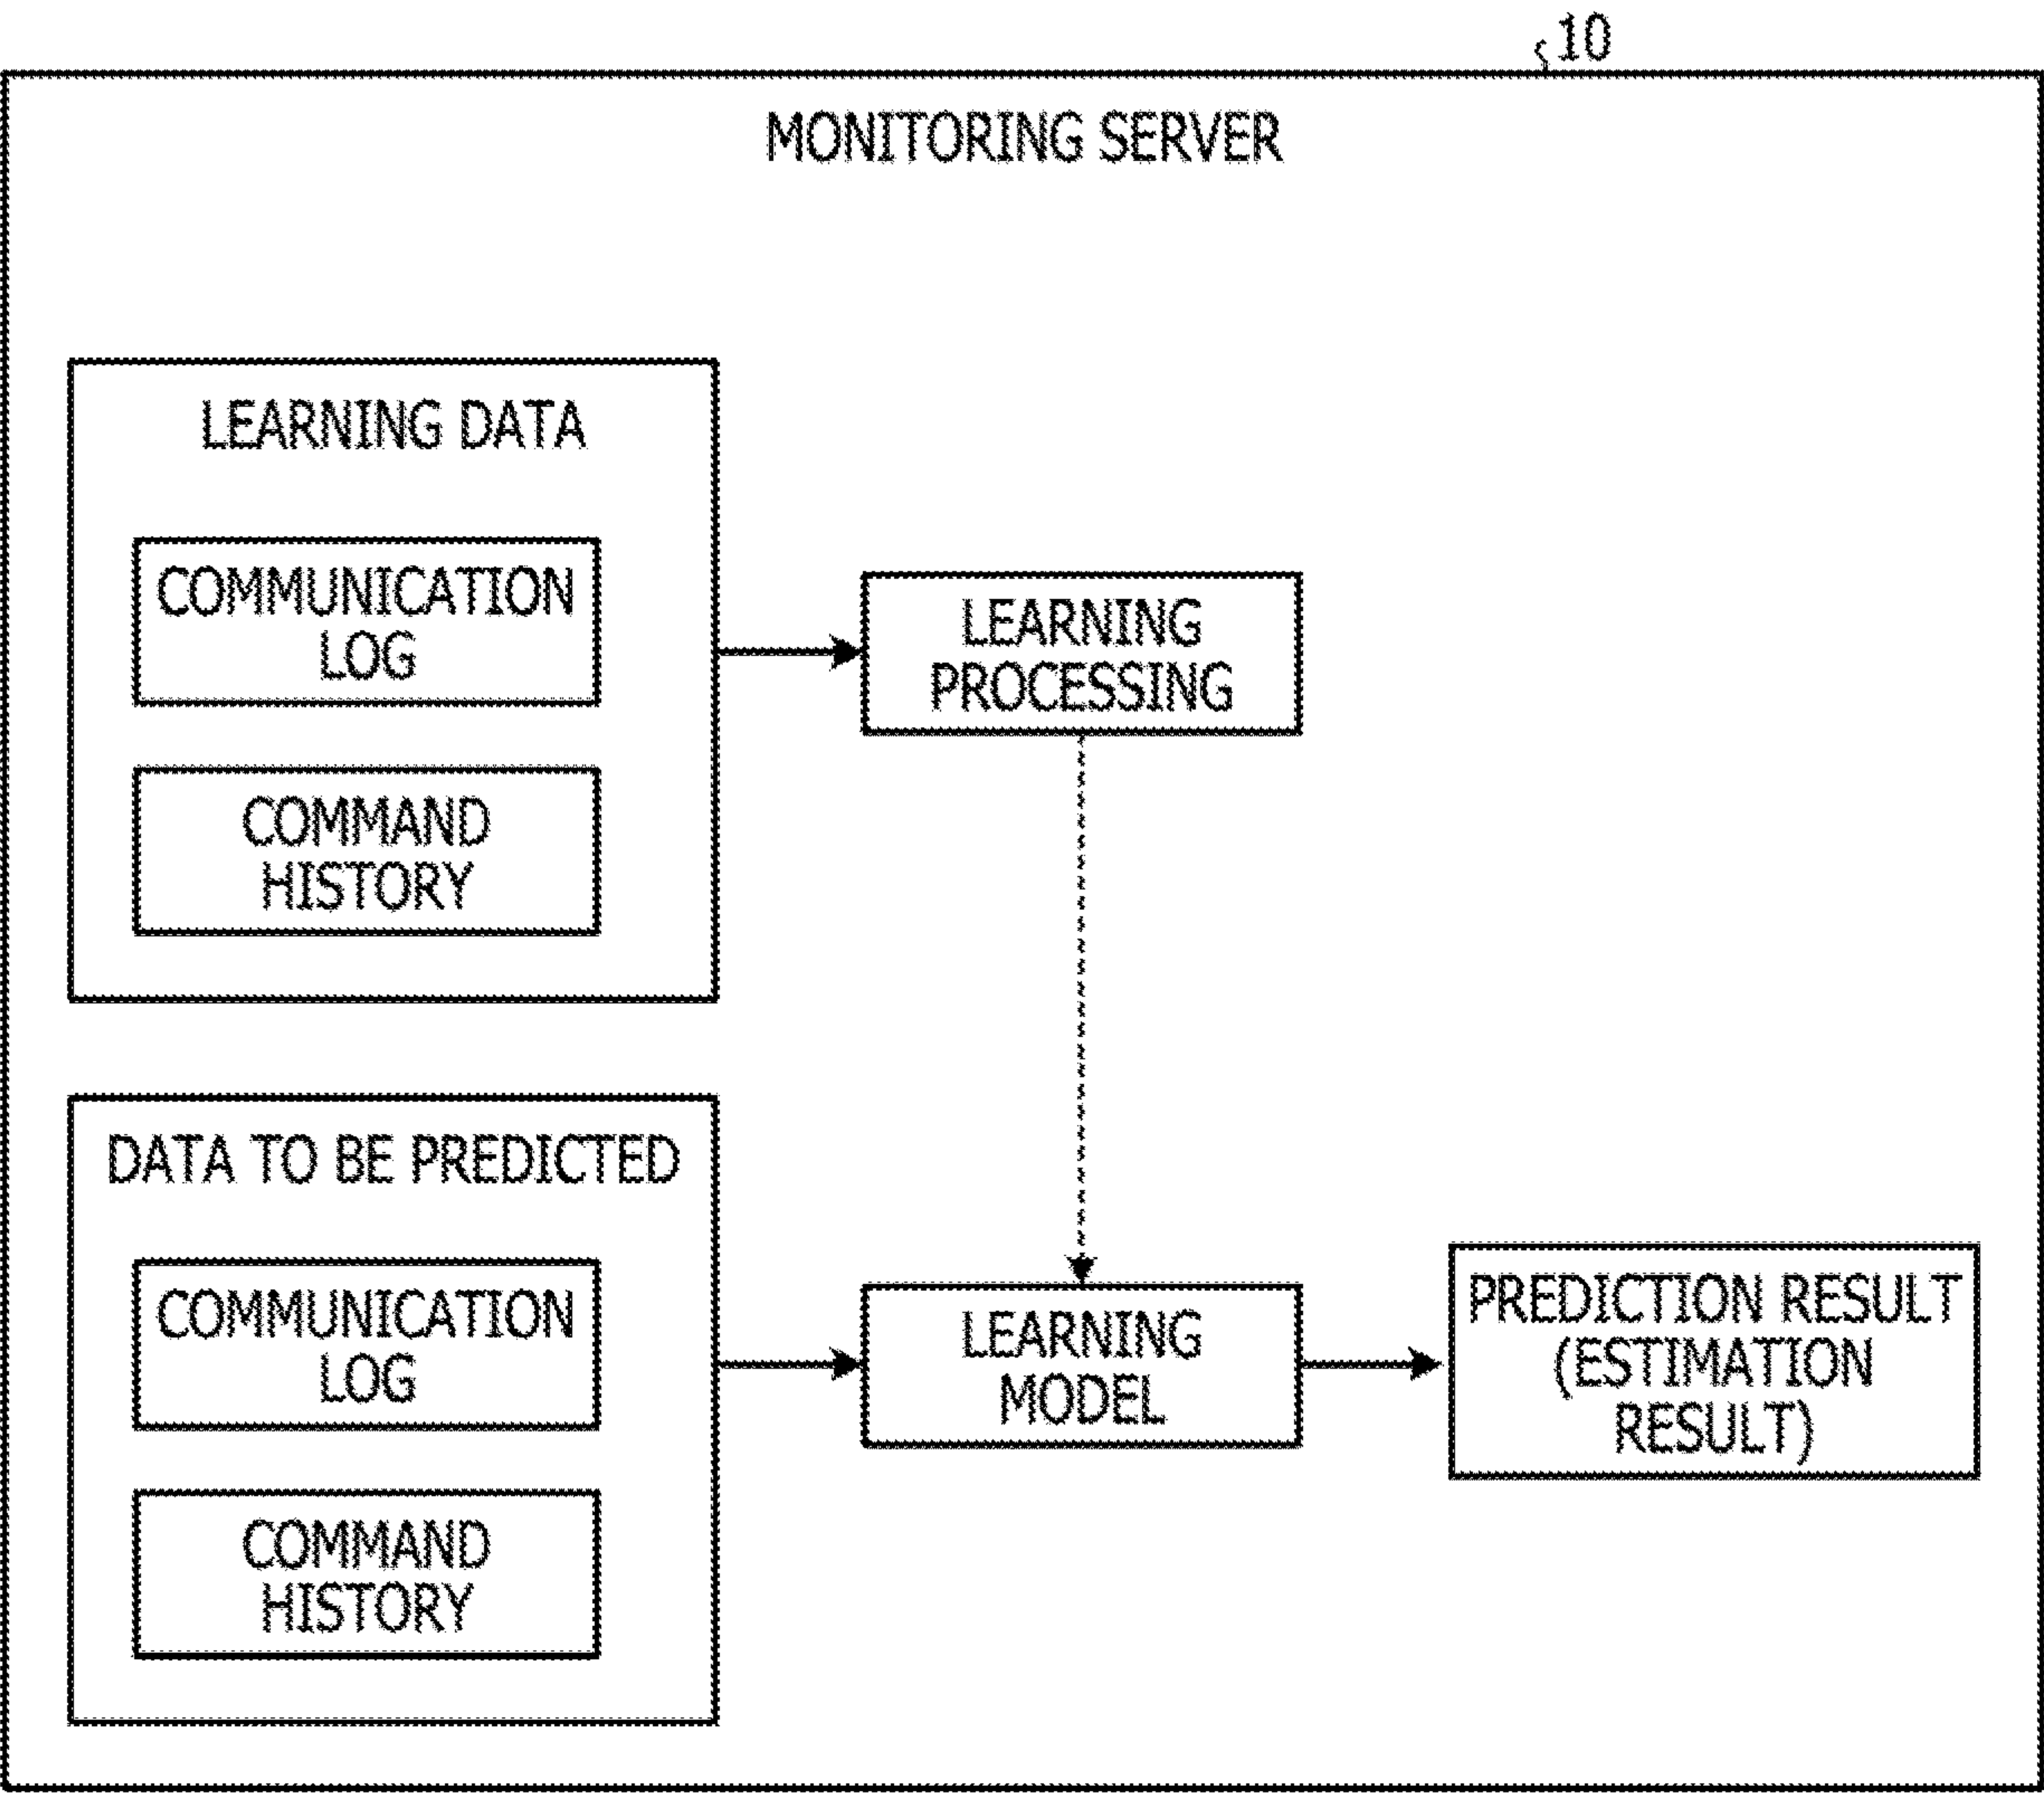 10
MONITORING SERVER
LEARNING DATA
COMMUNICATION
LOG
COMMAND
HISTORY
LEARNING
PROCESSING
DATA TO BE PREDICTED
COMMUNICATION
LOG
COMMAND
HISTORY
LEARNING
MODEL
PREDICTION RESULT
(ESTIMATION
RESULT)